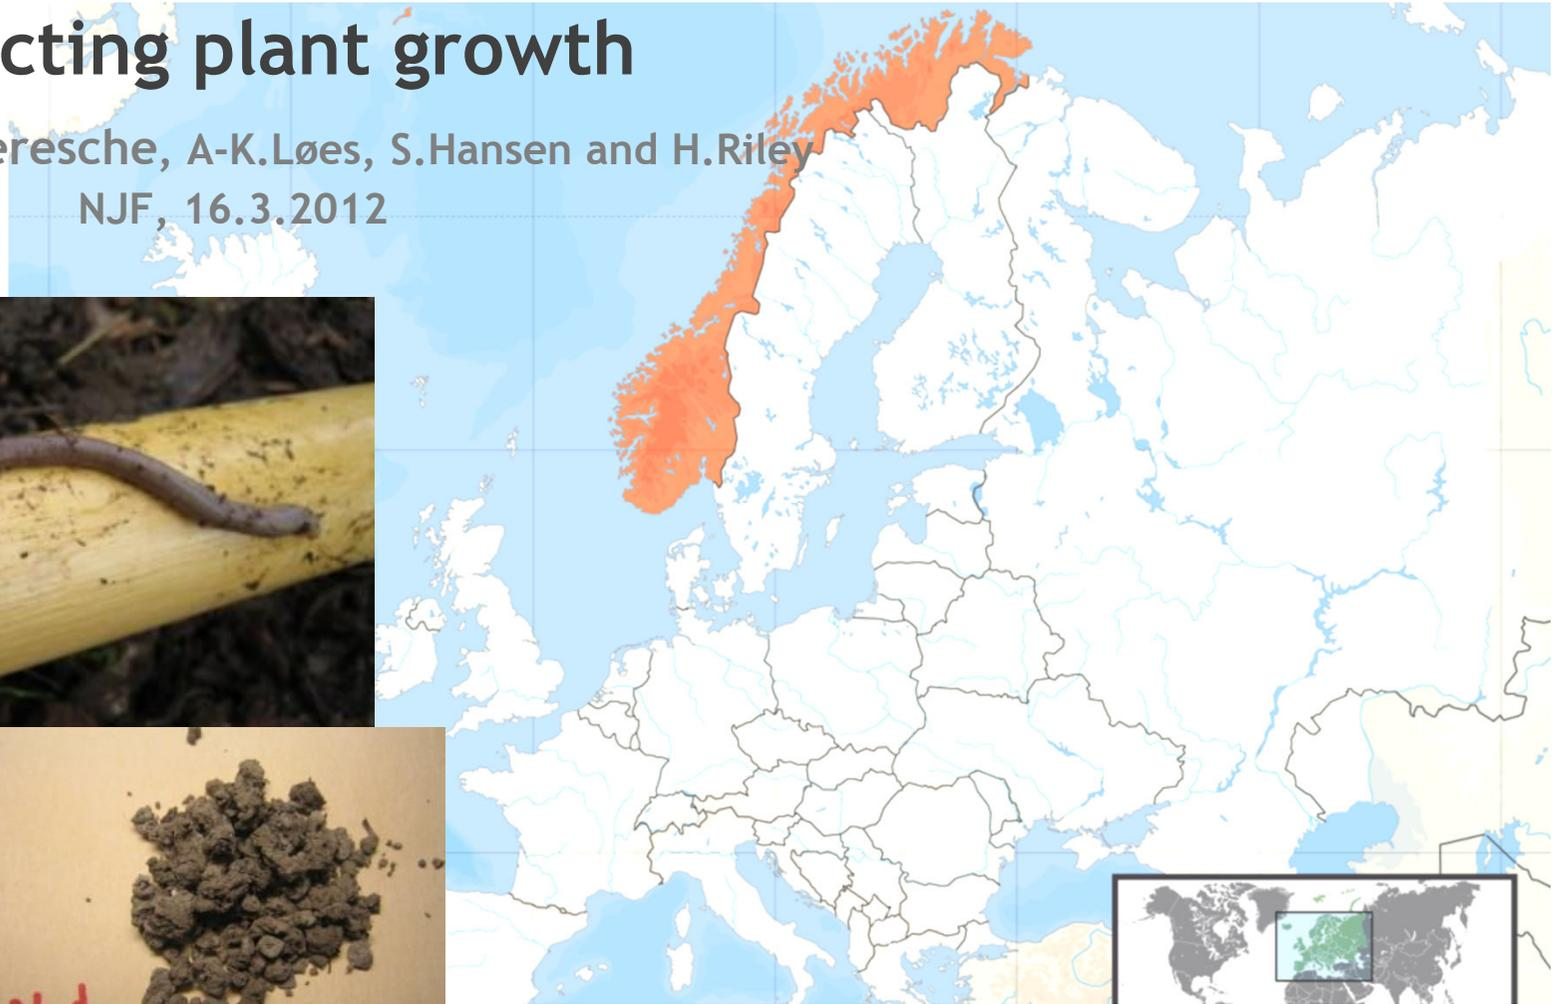 cting plant growth
eresche, A-K.Løes, S.Hansen and H.Riley
NJF, 16.3.2012